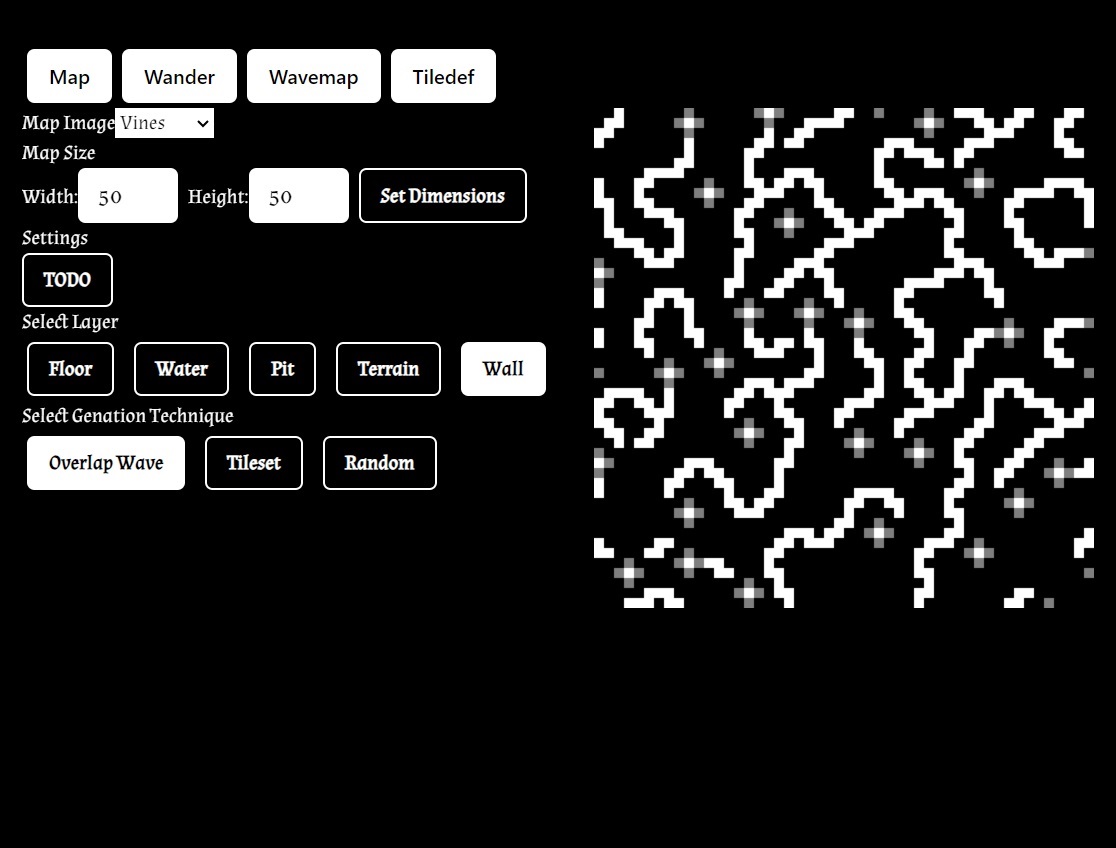 Map Wander Wavemap Tiledef
Map Image Vines
Map Size
Width: 50 Height: 50 Set Dimensions
Settings
TODO
Select Layer
Floor Water Pit Terrain Wall
Select Genation Technique
Overlap Wave Tileset Random